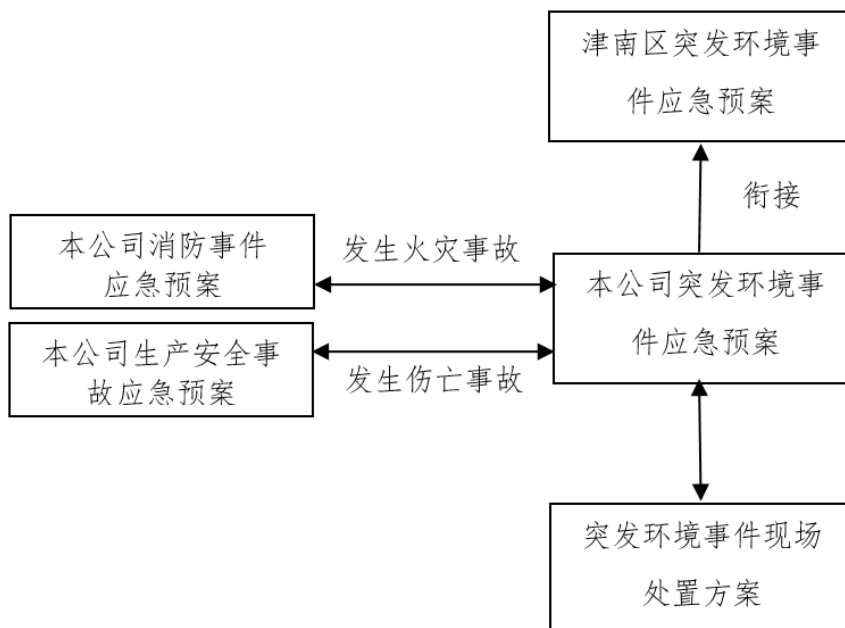 津南区突发环境事
件应急预案
衔接
本公司消防事件
应急预案
发生火灾事故
本公司突发环境事
件应急预案
本公司生产安全事
故应急预案
发生伤亡事故
突发环境事件现场
处置方案